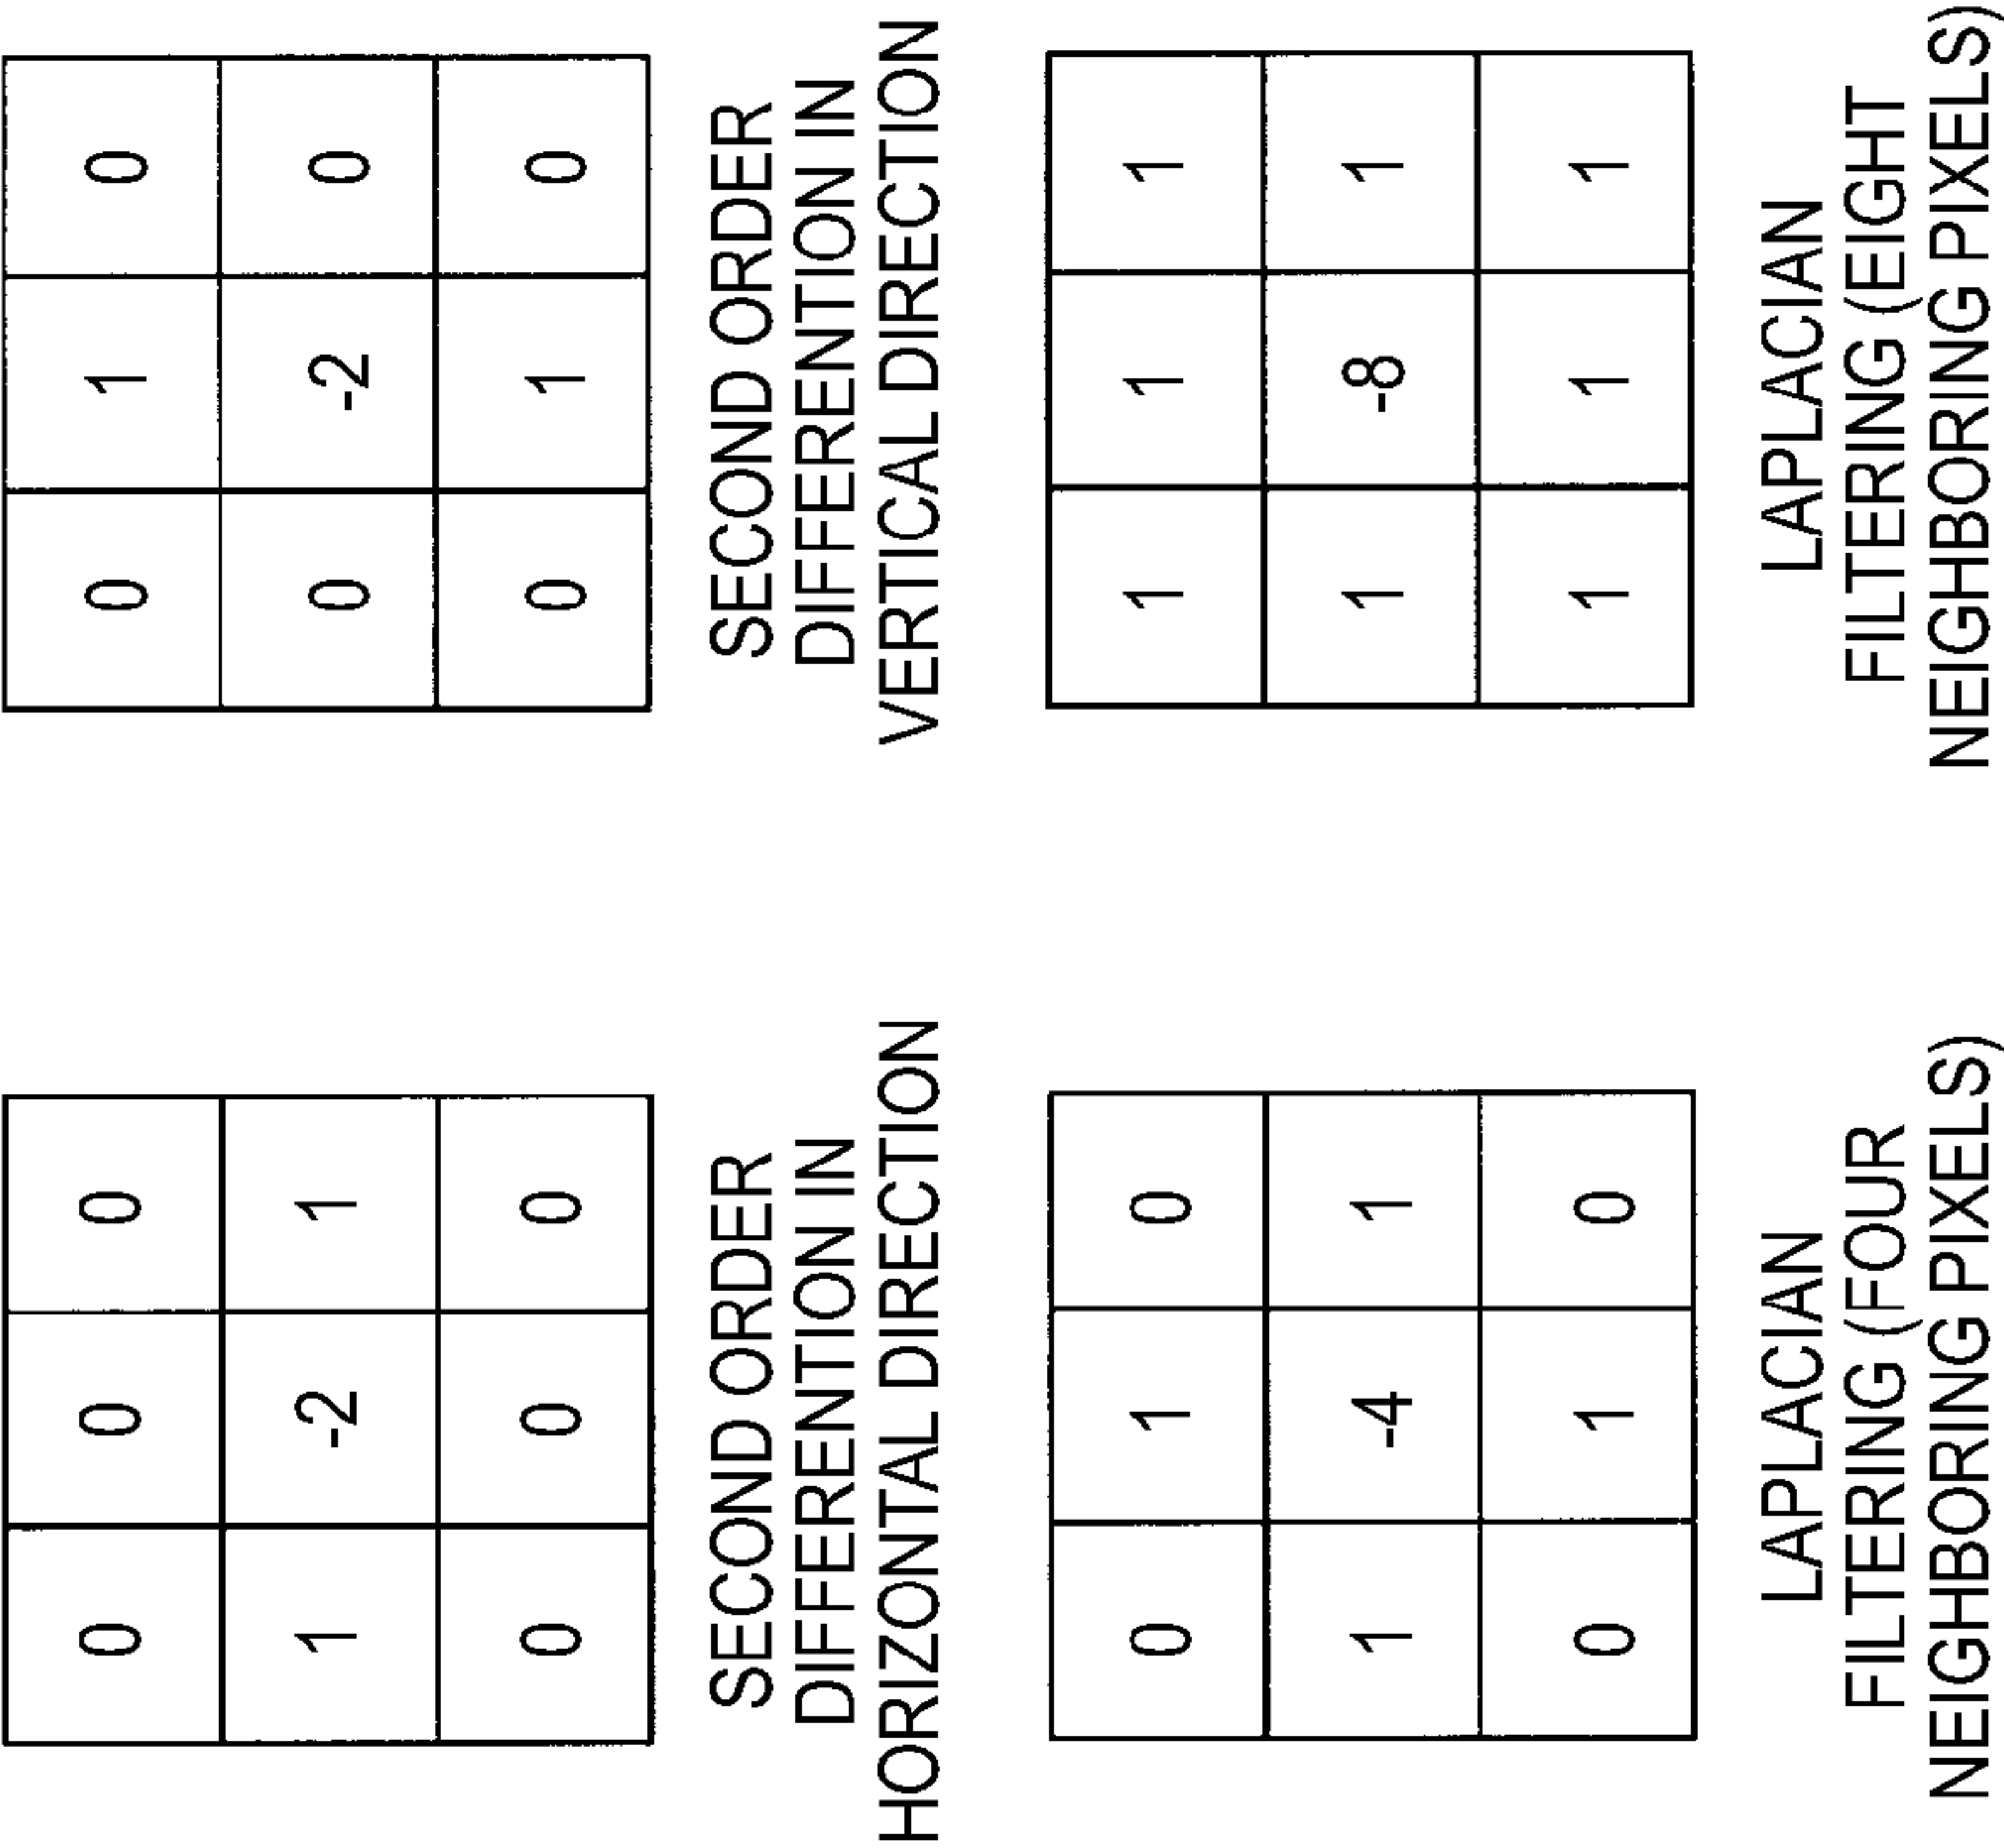 0 0 0
1 -2 1
0 0 0
SECOND ORDER
DIFFERENTION IN
HORIZONTAL DIRECTION
0 1 0
0 -2 0
0 1 0
SECOND ORDER
DIFFERENTION IN
VERTICAL DIRECTION
0 1 0
1 -4 1
0 1 0
LAPLACIAN
FILTERING (FOUR
NEIGHBORING PIXELS)
1 1 1
1 -8 1
1 1 1
LAPLACIAN
FILTERING (EIGHT
NEIGHBORING PIXELS)